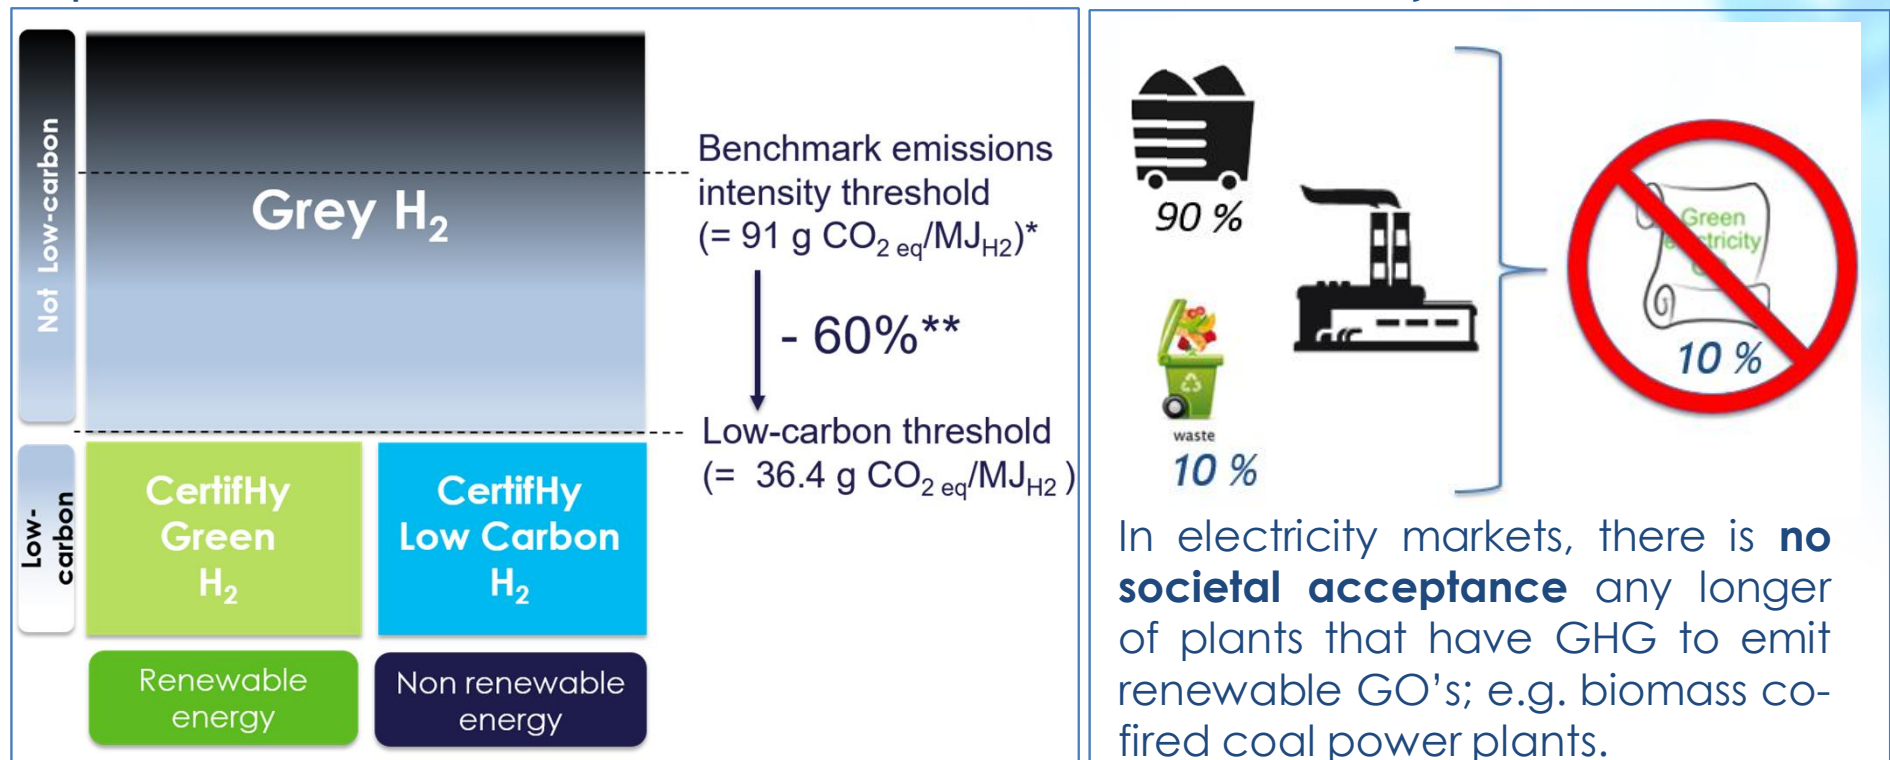 Not Low-carbon
Grey H₂
Benchmark emissions
intensity threshold
(= 91 g CO₂ eq/MJH2)*
- 60%**
Low-carbon threshold
(= 36.4 g CO₂ eq/MJH2 )
Low-
carbon
CertifHy
Green
H₂
CertifHy
Low Carbon
H₂
Renewable
energy
Non renewable
energy
90 %
waste
10 %
Green
10 %
In electricity markets, there is no
societal acceptance any longer
of plants that have GHG to emit
renewable GO's; e.g. biomass co-
fired coal power plants.